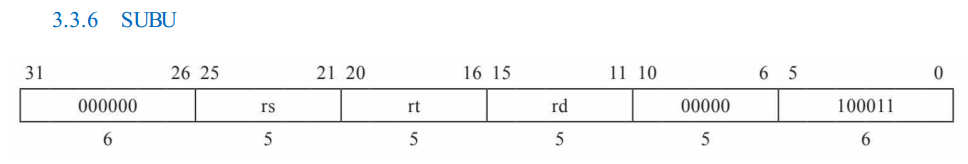 3.3.6 SUBU
31 26 25 21 20 16 15 11 10 6 5 0
000000 rs rt rd 00000 100011
6 5 5 5 5 6